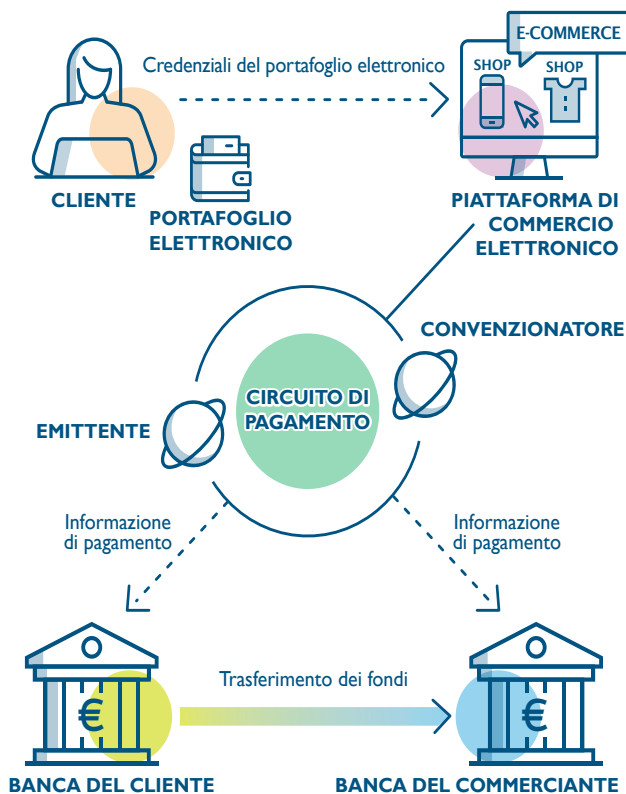 E-COMMERCE
Credenziali del portafoglio elettronico
SHOP
SHOP
CLIENTE
PORTAFOGLIO
ELETTRONICO
PIATTAFORMA DI
COMMERCIO
ELETTRONICO
CONVENZIONATORE
CIRCUITO DI
PAGAMENTO
EMITTENTE
Informazione
di pagamento
Informazione
di pagamento
Trasferimento dei fondi
€
€
BANCA DEL CLIENTE
BANCA DEL COMMERCIANTE